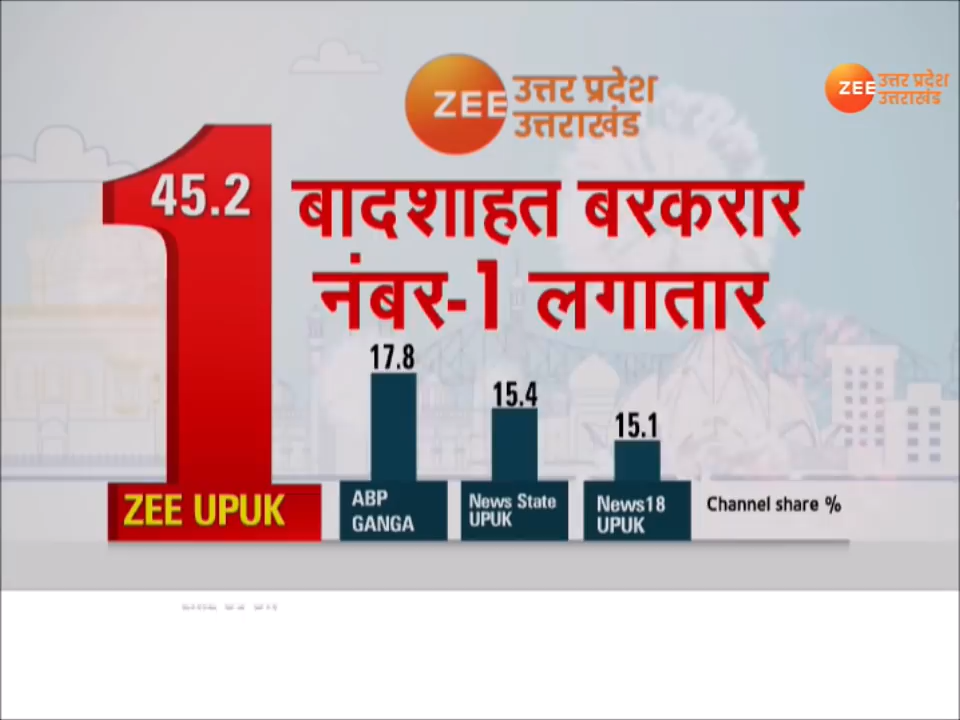 ZEE उत्तर प्रदेश
उत्तराखंड
ZEE उत्तर प्रदेश
उत्तराखंड
45.2
बादशाहत बरकरार
नंबर-1 लगातार
17.8
15.4
15.1
ZEE UPUK
ABP
GANGA
News State
UPUK
News18
UPUK
Channel share %